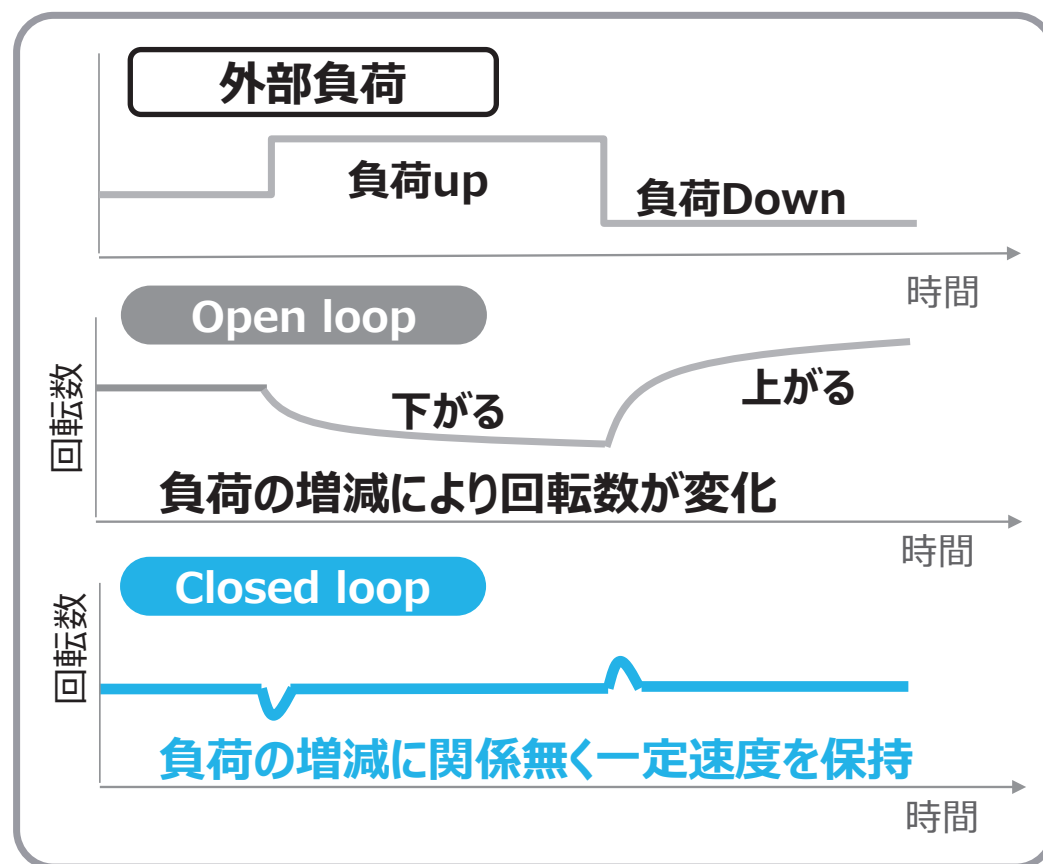 外部負荷
負荷up
負荷Down
時間
Open loop
回転数
下がる
上がる
負荷の増減により回転数が変化
時間
Closed loop
回転数
負荷の増減に関係無く一定速度を保持
時間